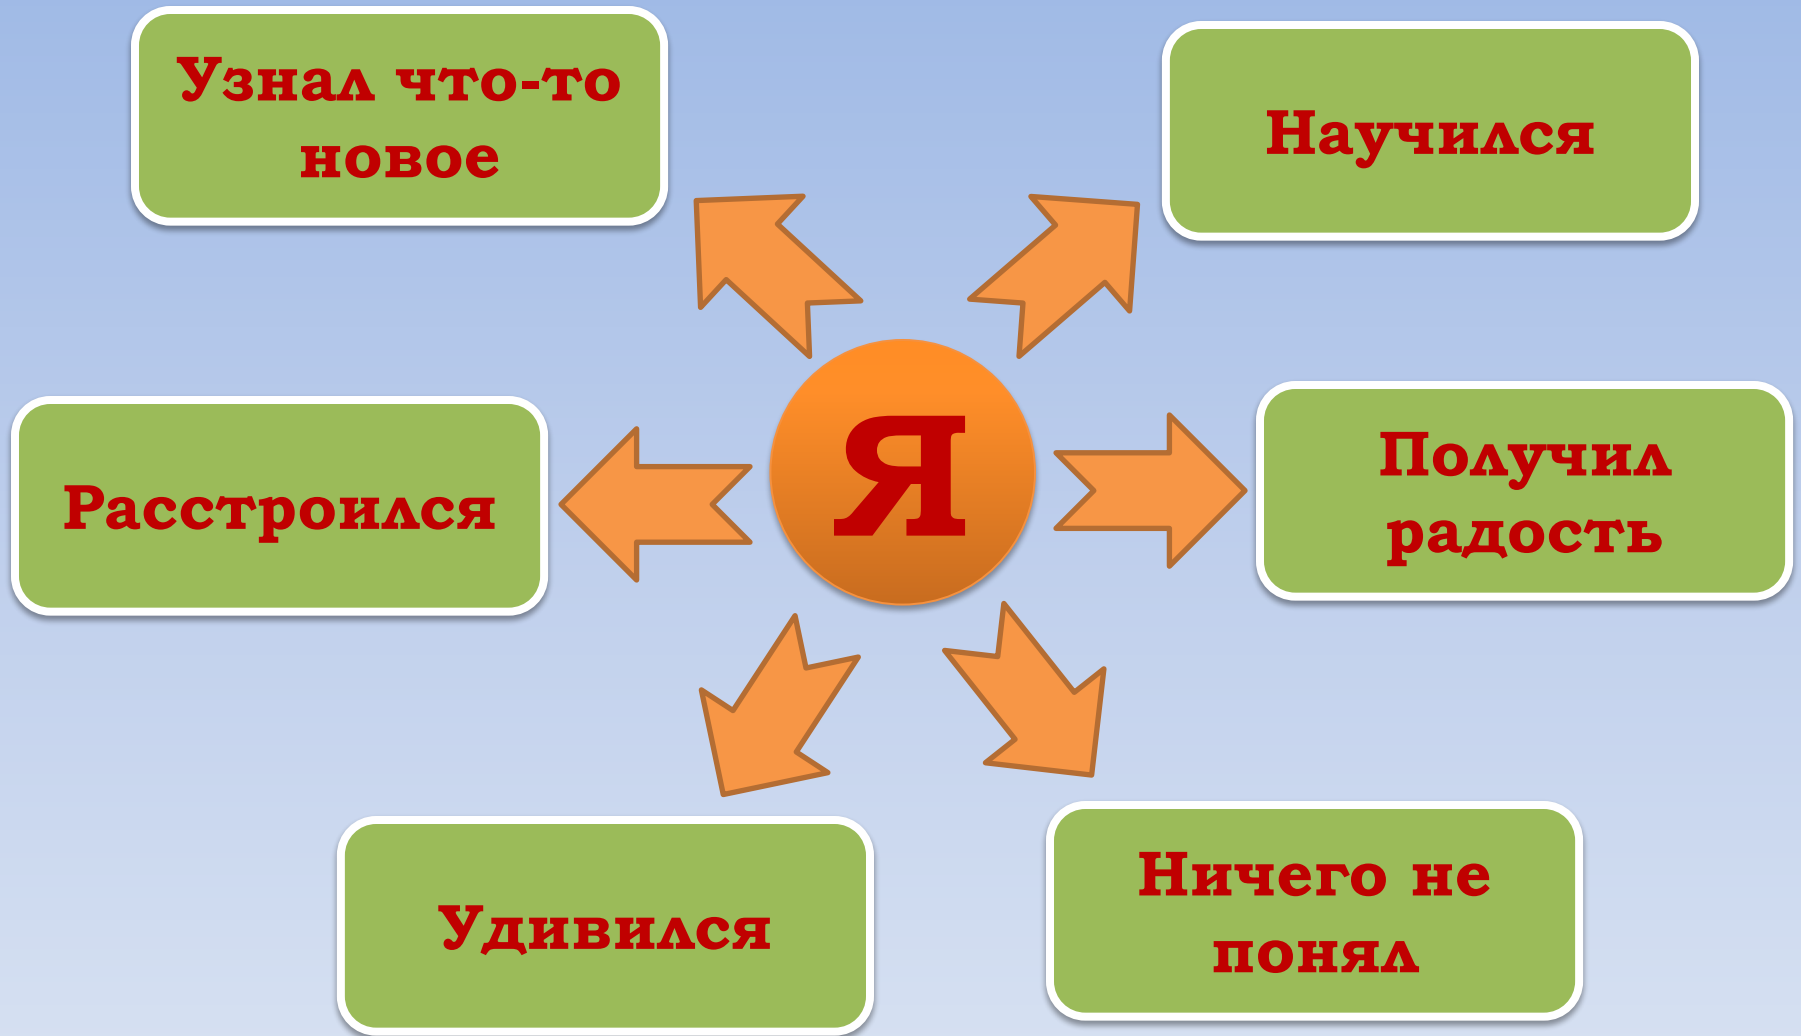 Узнал что-то
новое
Научился
Расстроился
Я
Получил
радость
Удивился
Ничего не
понял